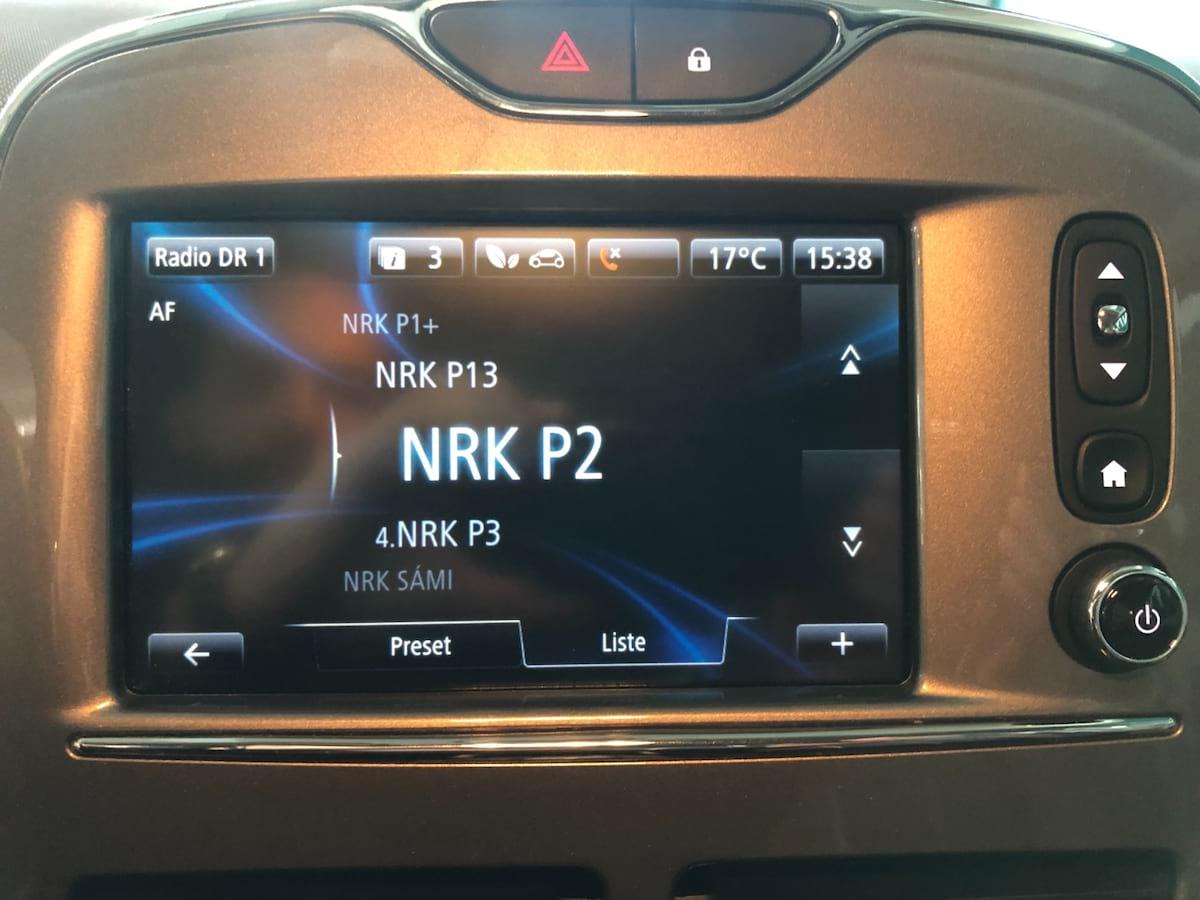 Radio DR 1 3 17°C 15:38
AF
NRK P1+
NRK P13
NRK P2
4.NRK P3
NRK SÁMI
Preset Liste +